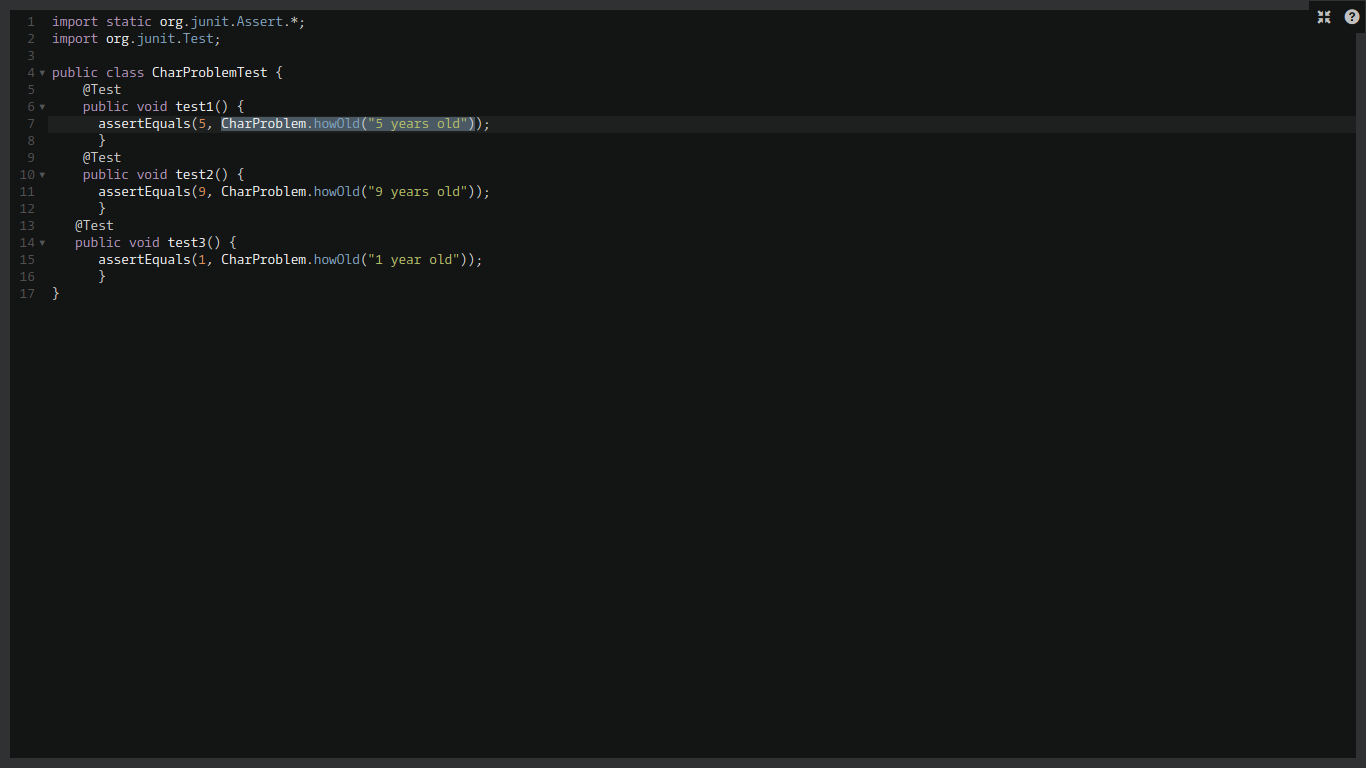 1 import static org.junit.Assert.*;
2 import org.junit.Test;
3
4 public class CharProblemTest {
5     @Test
6     public void test1() {
7       assertEquals(5, CharProblem.howOld("5 years old"));
8       }
9     @Test
10     public void test2() {
11       assertEquals(9, CharProblem.howOld("9 years old"));
12       }
13    @Test
14    public void test3() {
15       assertEquals(1, CharProblem.howOld("1 year old"));
16       }
17 }